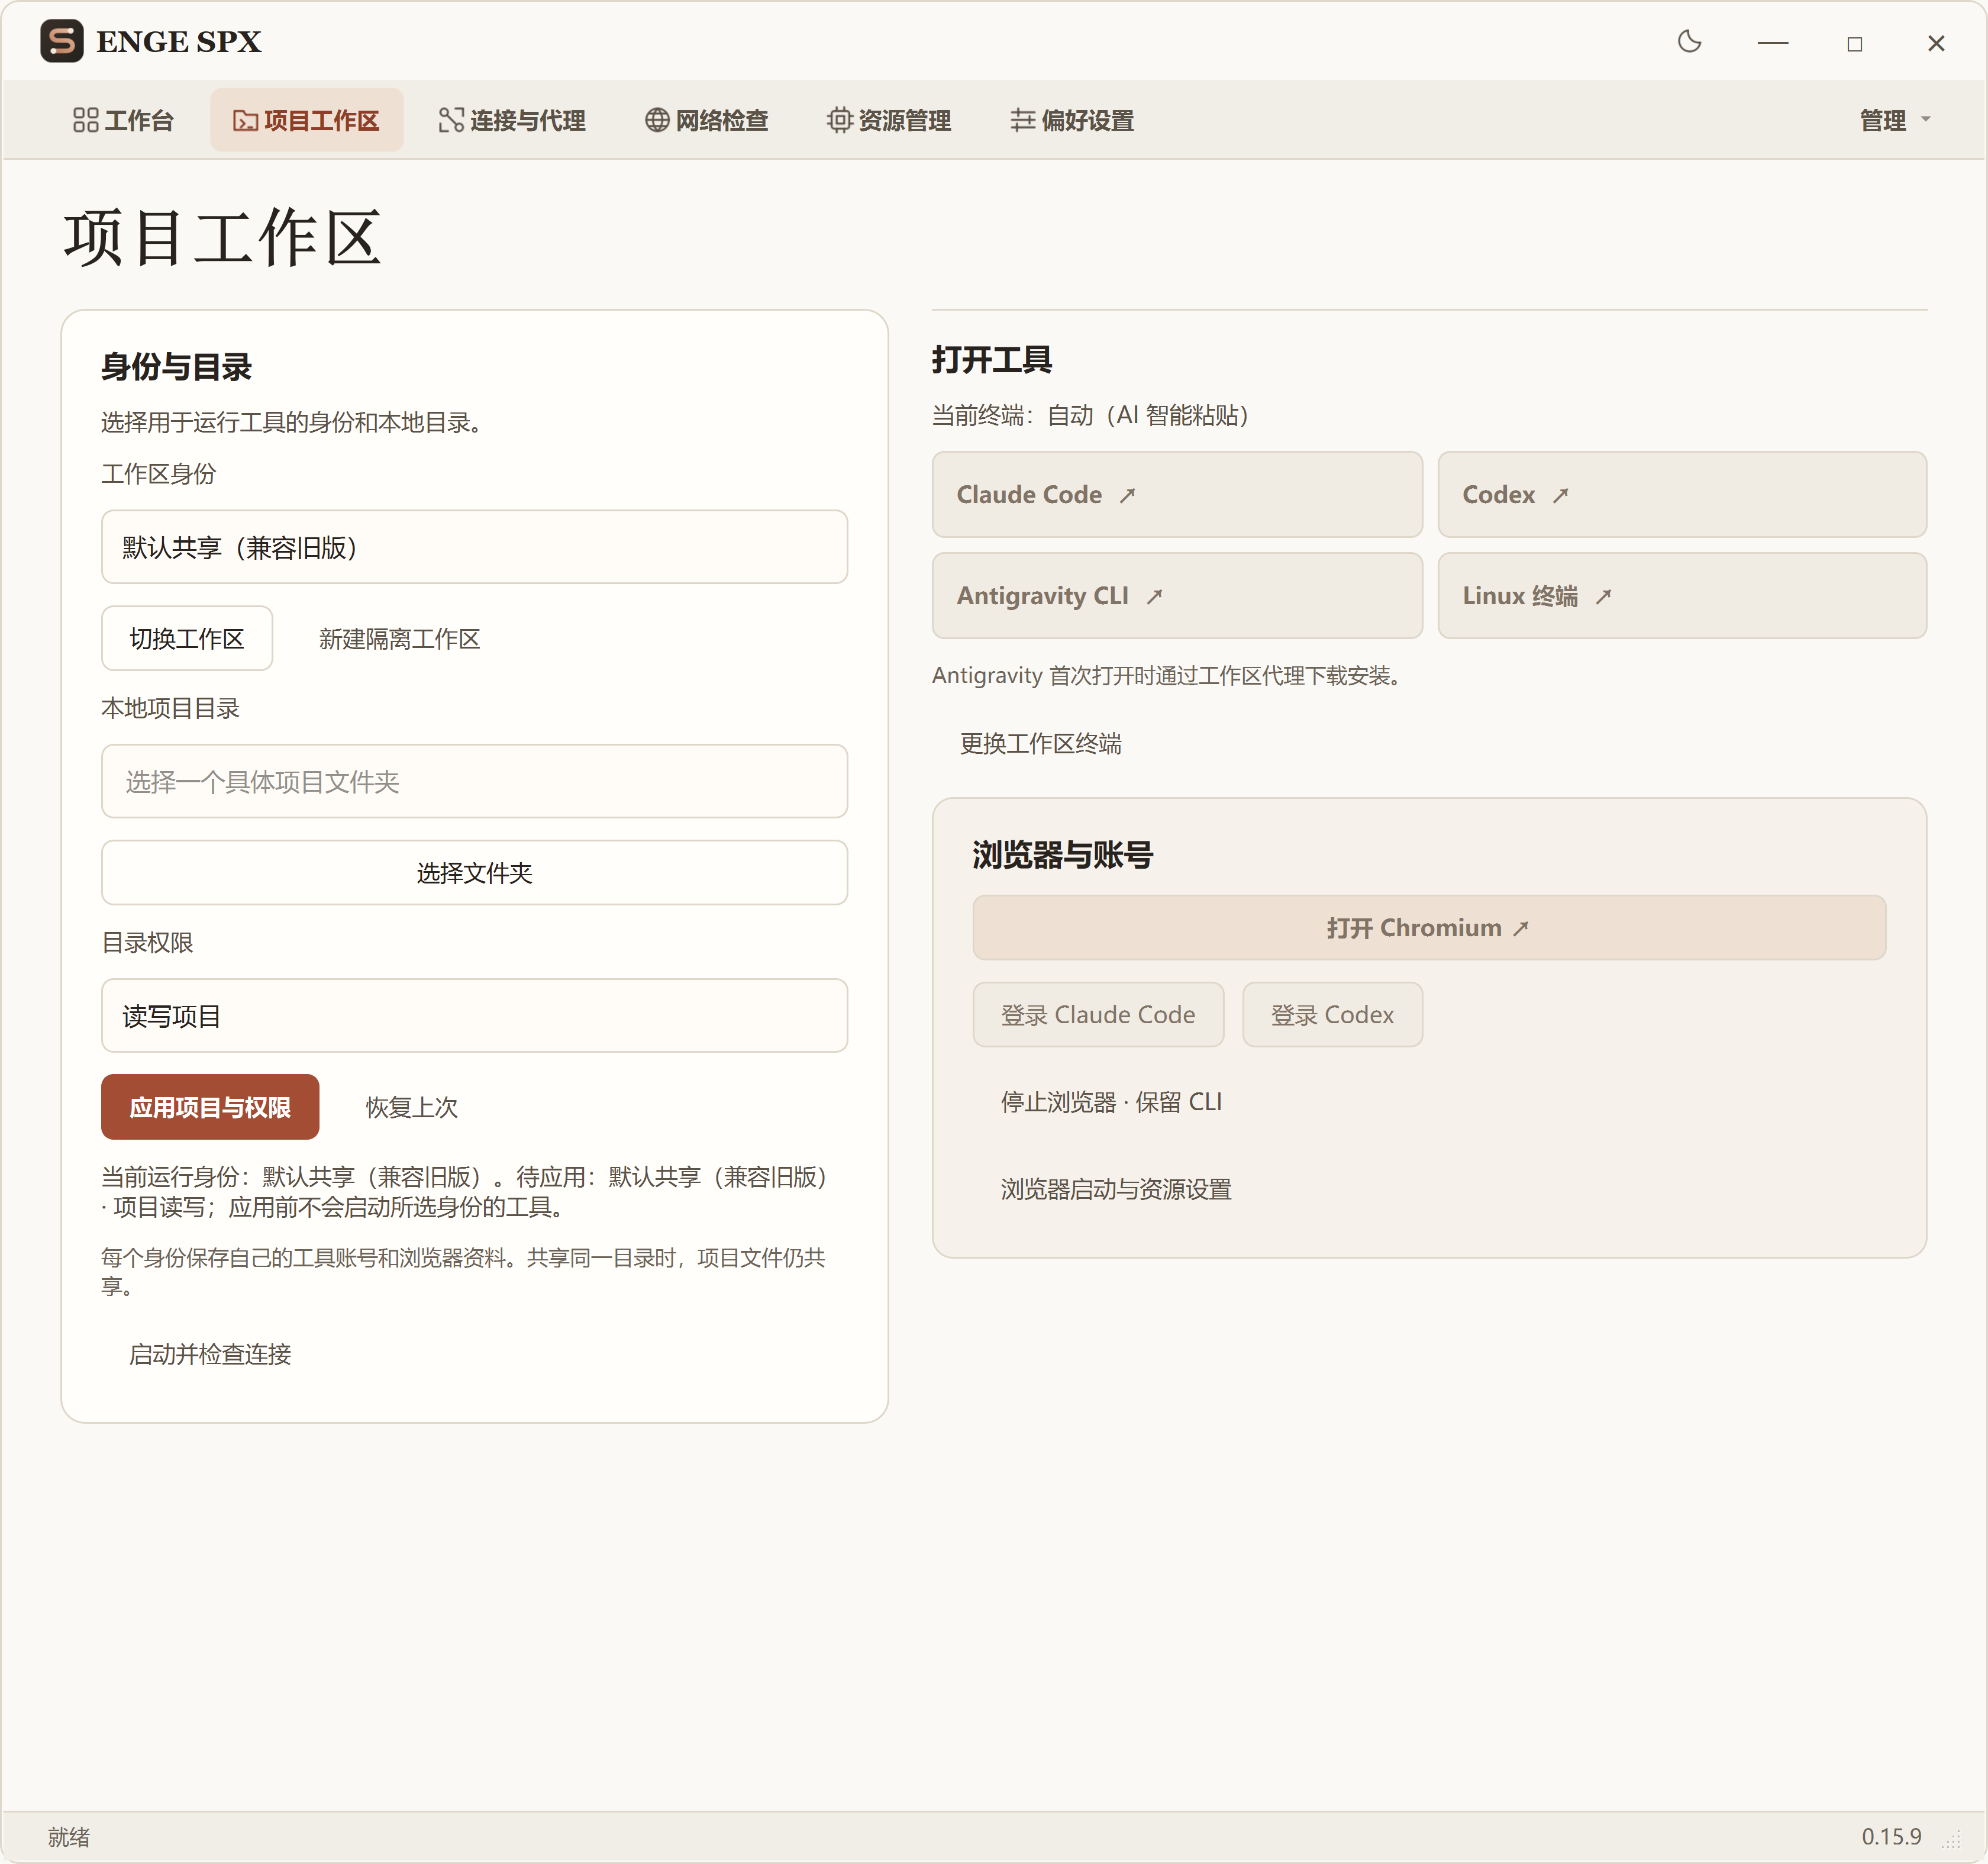 ENGE SPX
工作台
项目工作区
连接与代理
网络检查
资源管理
偏好设置
管理
项目工作区
身份与目录
选择用于运行工具的身份和本地目录。
工作区身份
默认共享（兼容旧版）
切换工作区
新建隔离工作区
本地项目目录
选择一个具体项目文件夹
选择文件夹
目录权限
读写项目
应用项目与权限
恢复上次
当前运行身份：默认共享（兼容旧版）。待应用：默认共享（兼容旧版）
· 项目读写；应用前不会启动所选身份的工具。
每个身份保存自己的工具账号和浏览器资料。共享同一目录时，项目文件仍共
享。
启动并检查连接
打开工具
当前终端：自动（AI 智能粘贴）
Claude Code ↗
Codex ↗
Antigravity CLI ↗
Linux 终端 ↗
Antigravity 首次打开时通过工作区代理下载安装。
更换工作区终端
浏览器与账号
打开 Chromium ↗
登录 Claude Code
登录 Codex
停止浏览器 · 保留 CLI
浏览器启动与资源设置
就绪
0.15.9